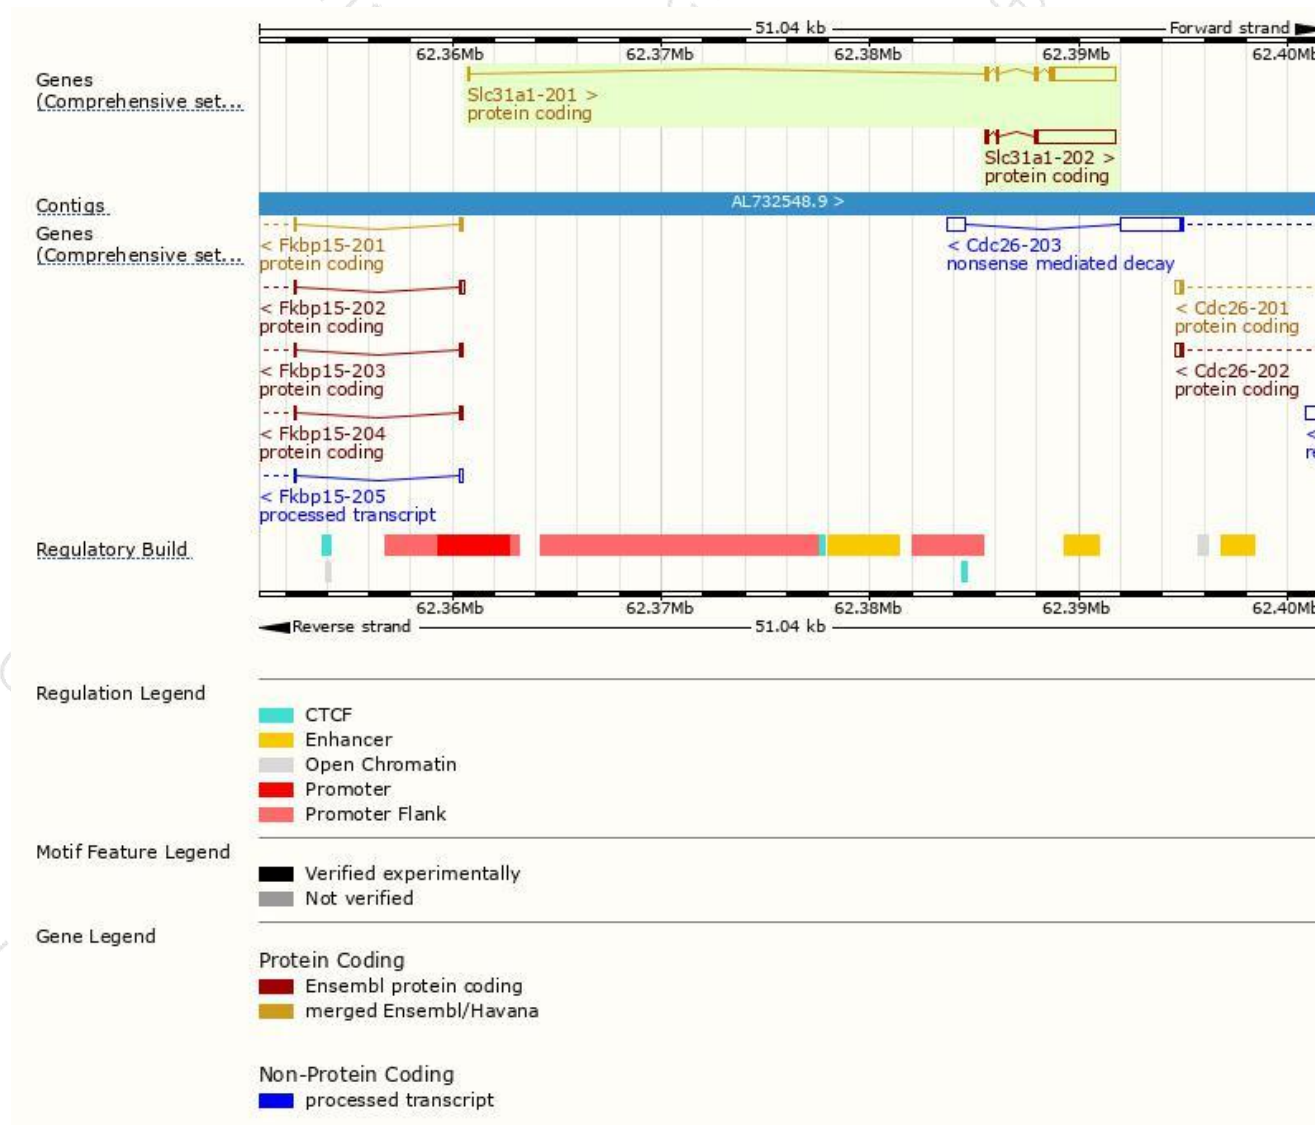 51.04 kb
Forward strand
62.36Mb 62.37Mb 62.38Mb 62.39Mb 62.40Mb
Genes
(Comprehensive set...
Slc31a1-201 >
protein coding
Slc31a1-202 >
protein coding
Contigs
AL732548.9 >
Genes
(Comprehensive set...
< Fkbp15-201
protein coding
< Cdc26-203
nonsense mediated decay
< Fkbp15-202
protein coding
< Cdc26-201
protein coding
< Fkbp15-203
protein coding
< Cdc26-202
protein coding
< Fkbp15-204
protein coding
<
r
< Fkbp15-205
processed transcript
Regulatory Build
62.36Mb 62.37Mb 62.38Mb 62.39Mb 62.40Mb
Reverse strand
51.04 kb
Regulation Legend
CTCF
Enhancer
Open Chromatin
Promoter
Promoter Flank
Motif Feature Legend
Verified experimentally
Not verified
Gene Legend
Protein Coding
Ensembl protein coding
merged Ensembl/Havana
Non-Protein Coding
processed transcript